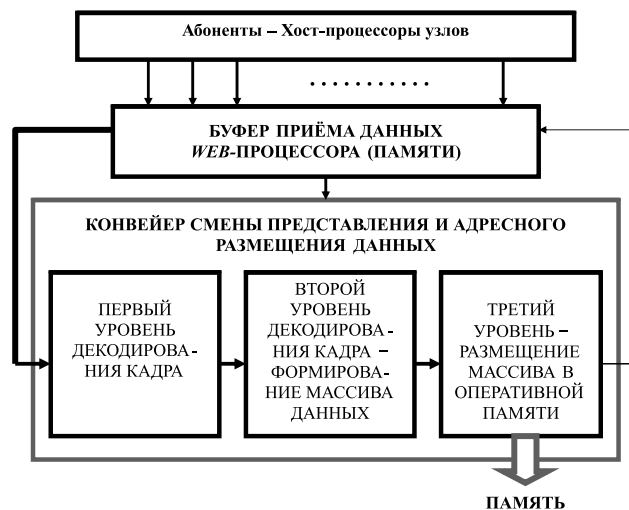 Абоненты – Хост-процессоры узлов
БУФЕР ПРИЁМА ДАННЫХ
WEB-ПРОЦЕССОРА (ПАМЯТИ)
КОНВЕЙЕР СМЕНЫ ПРЕДСТАВЛЕНИЯ И АДРЕСНОГО
РАЗМЕЩЕНИЯ ДАННЫХ
ПЕРВЫЙ
УРОВЕНЬ
ДЕКОДИРОВА-
НИЯ КАДРА
ВТОРОЙ
УРОВЕНЬ
ДЕКОДИРОВА-
НИЯ КАДРА –
ФОРМИРОВА-
НИЕ МАССИВА
ДАННЫХ
ТРЕТИЙ
УРОВЕНЬ –
РАЗМЕЩЕНИЕ
МАССИВА В
ОПЕРАТИВНОЙ
ПАМЯТИ
ПАМЯТЬ